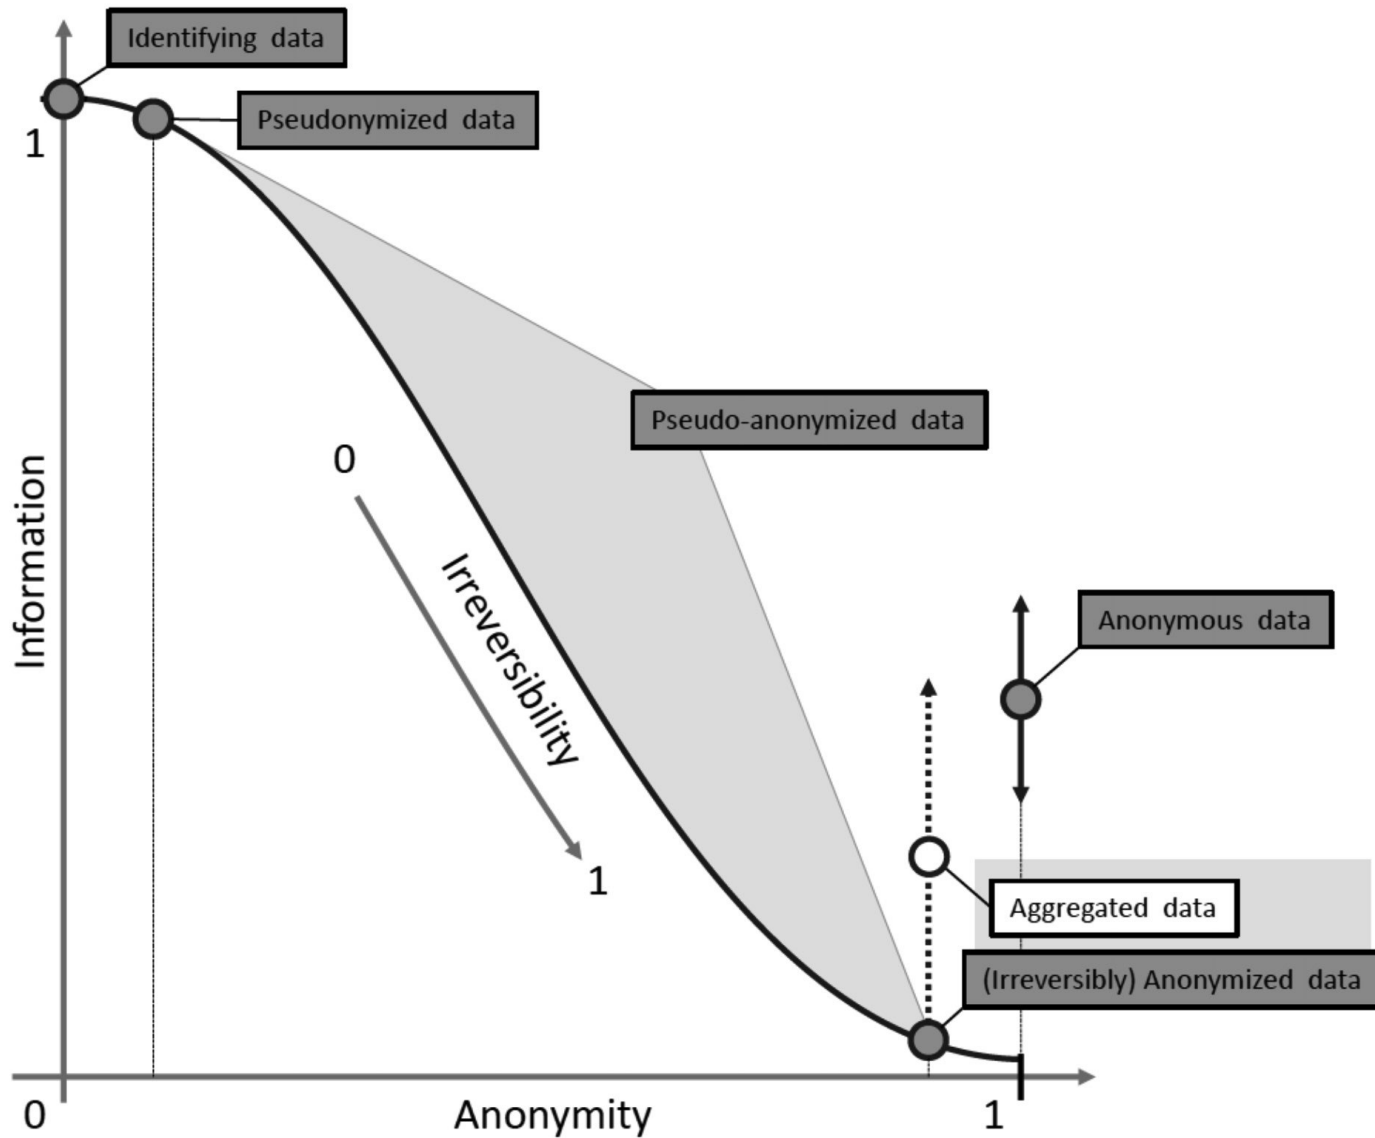 Identifying data
Pseudonymized data
1
Pseudo-anonymized data
0
Information
Irreversibility
Anonymous data
1
Aggregated data
(Irreversibly) Anonymized data
0
Anonymity
1